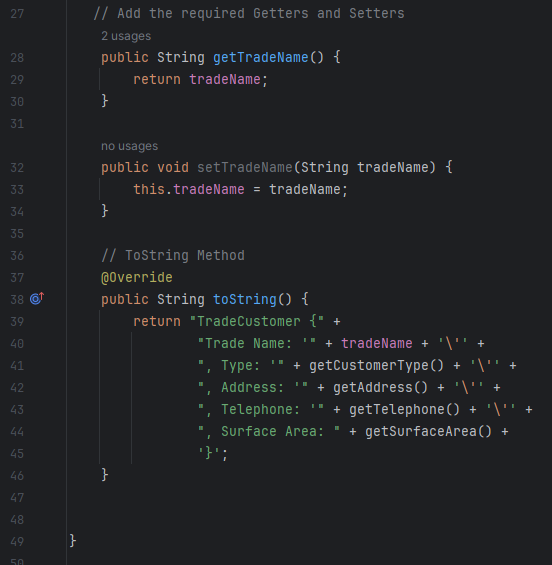 27 // Add the required Getters and Setters
2 usages
28 public String getTradeName() {
29 return tradeName;
30 }
31
no usages
32 public void setTradeName(String tradeName) {
33 this.tradeName = tradeName;
34 }
35
36 // ToString Method
37 @Override
38 public String toString() {
39 return "TradeCustomer {" +
40 "Trade Name: '" + tradeName + '\'' +
41 ", Type: '" + getCustomerType() + '\'' +
42 ", Address: '" + getAddress() + '\'' +
43 ", Telephone: '" + getTelephone() + '\'' +
44 ", Surface Area: " + getSurfaceArea() +
45 '}';
46 }
47
48
49 }
50